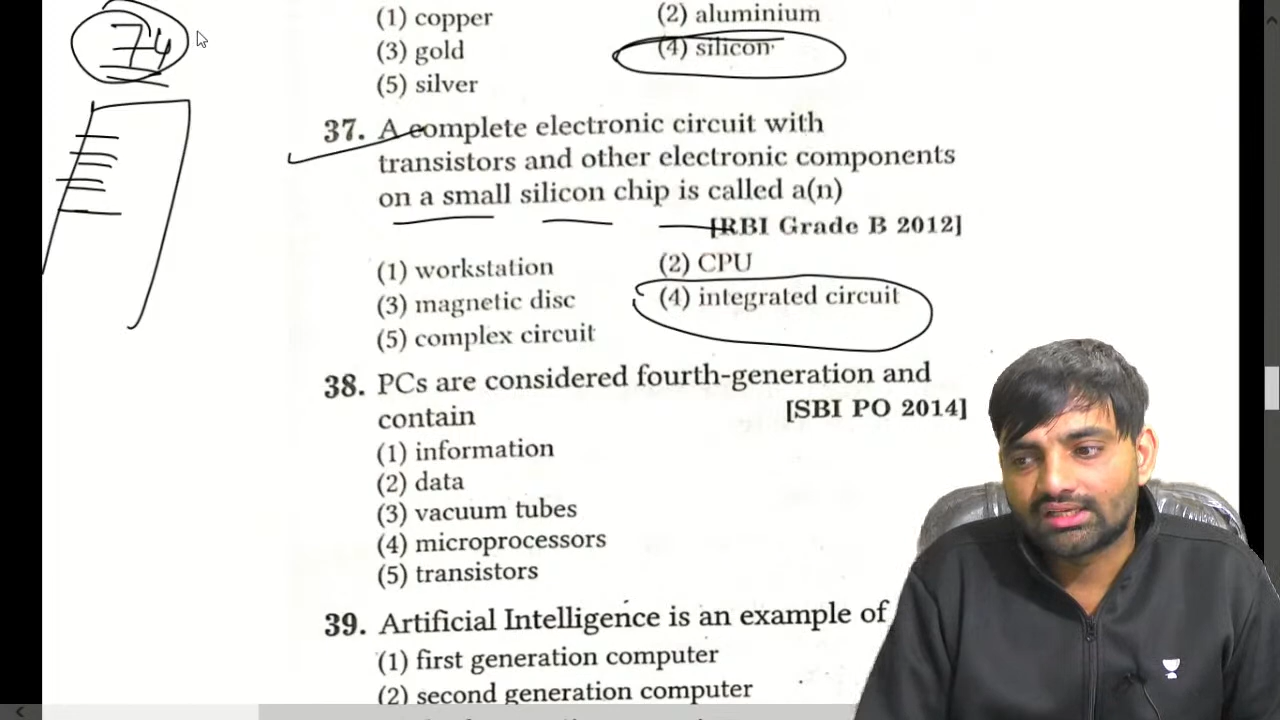 74
(1) copper (2) aluminium
(3) gold (4) silicon
(5) silver
37. A complete electronic circuit with
transistors and other electronic components
on a small silicon chip is called a(n)
[RBI Grade B 2012]
(1) workstation (2) CPU
(3) magnetic disc (4) integrated circuit
(5) complex circuit
38. PCs are considered fourth-generation and
contain [SBI PO 2014]
(1) information
(2) data
(3) vacuum tubes
(4) microprocessors
(5) transistors
39. Artificial Intelligence is an example of
(1) first generation computer
(2) second generation computer